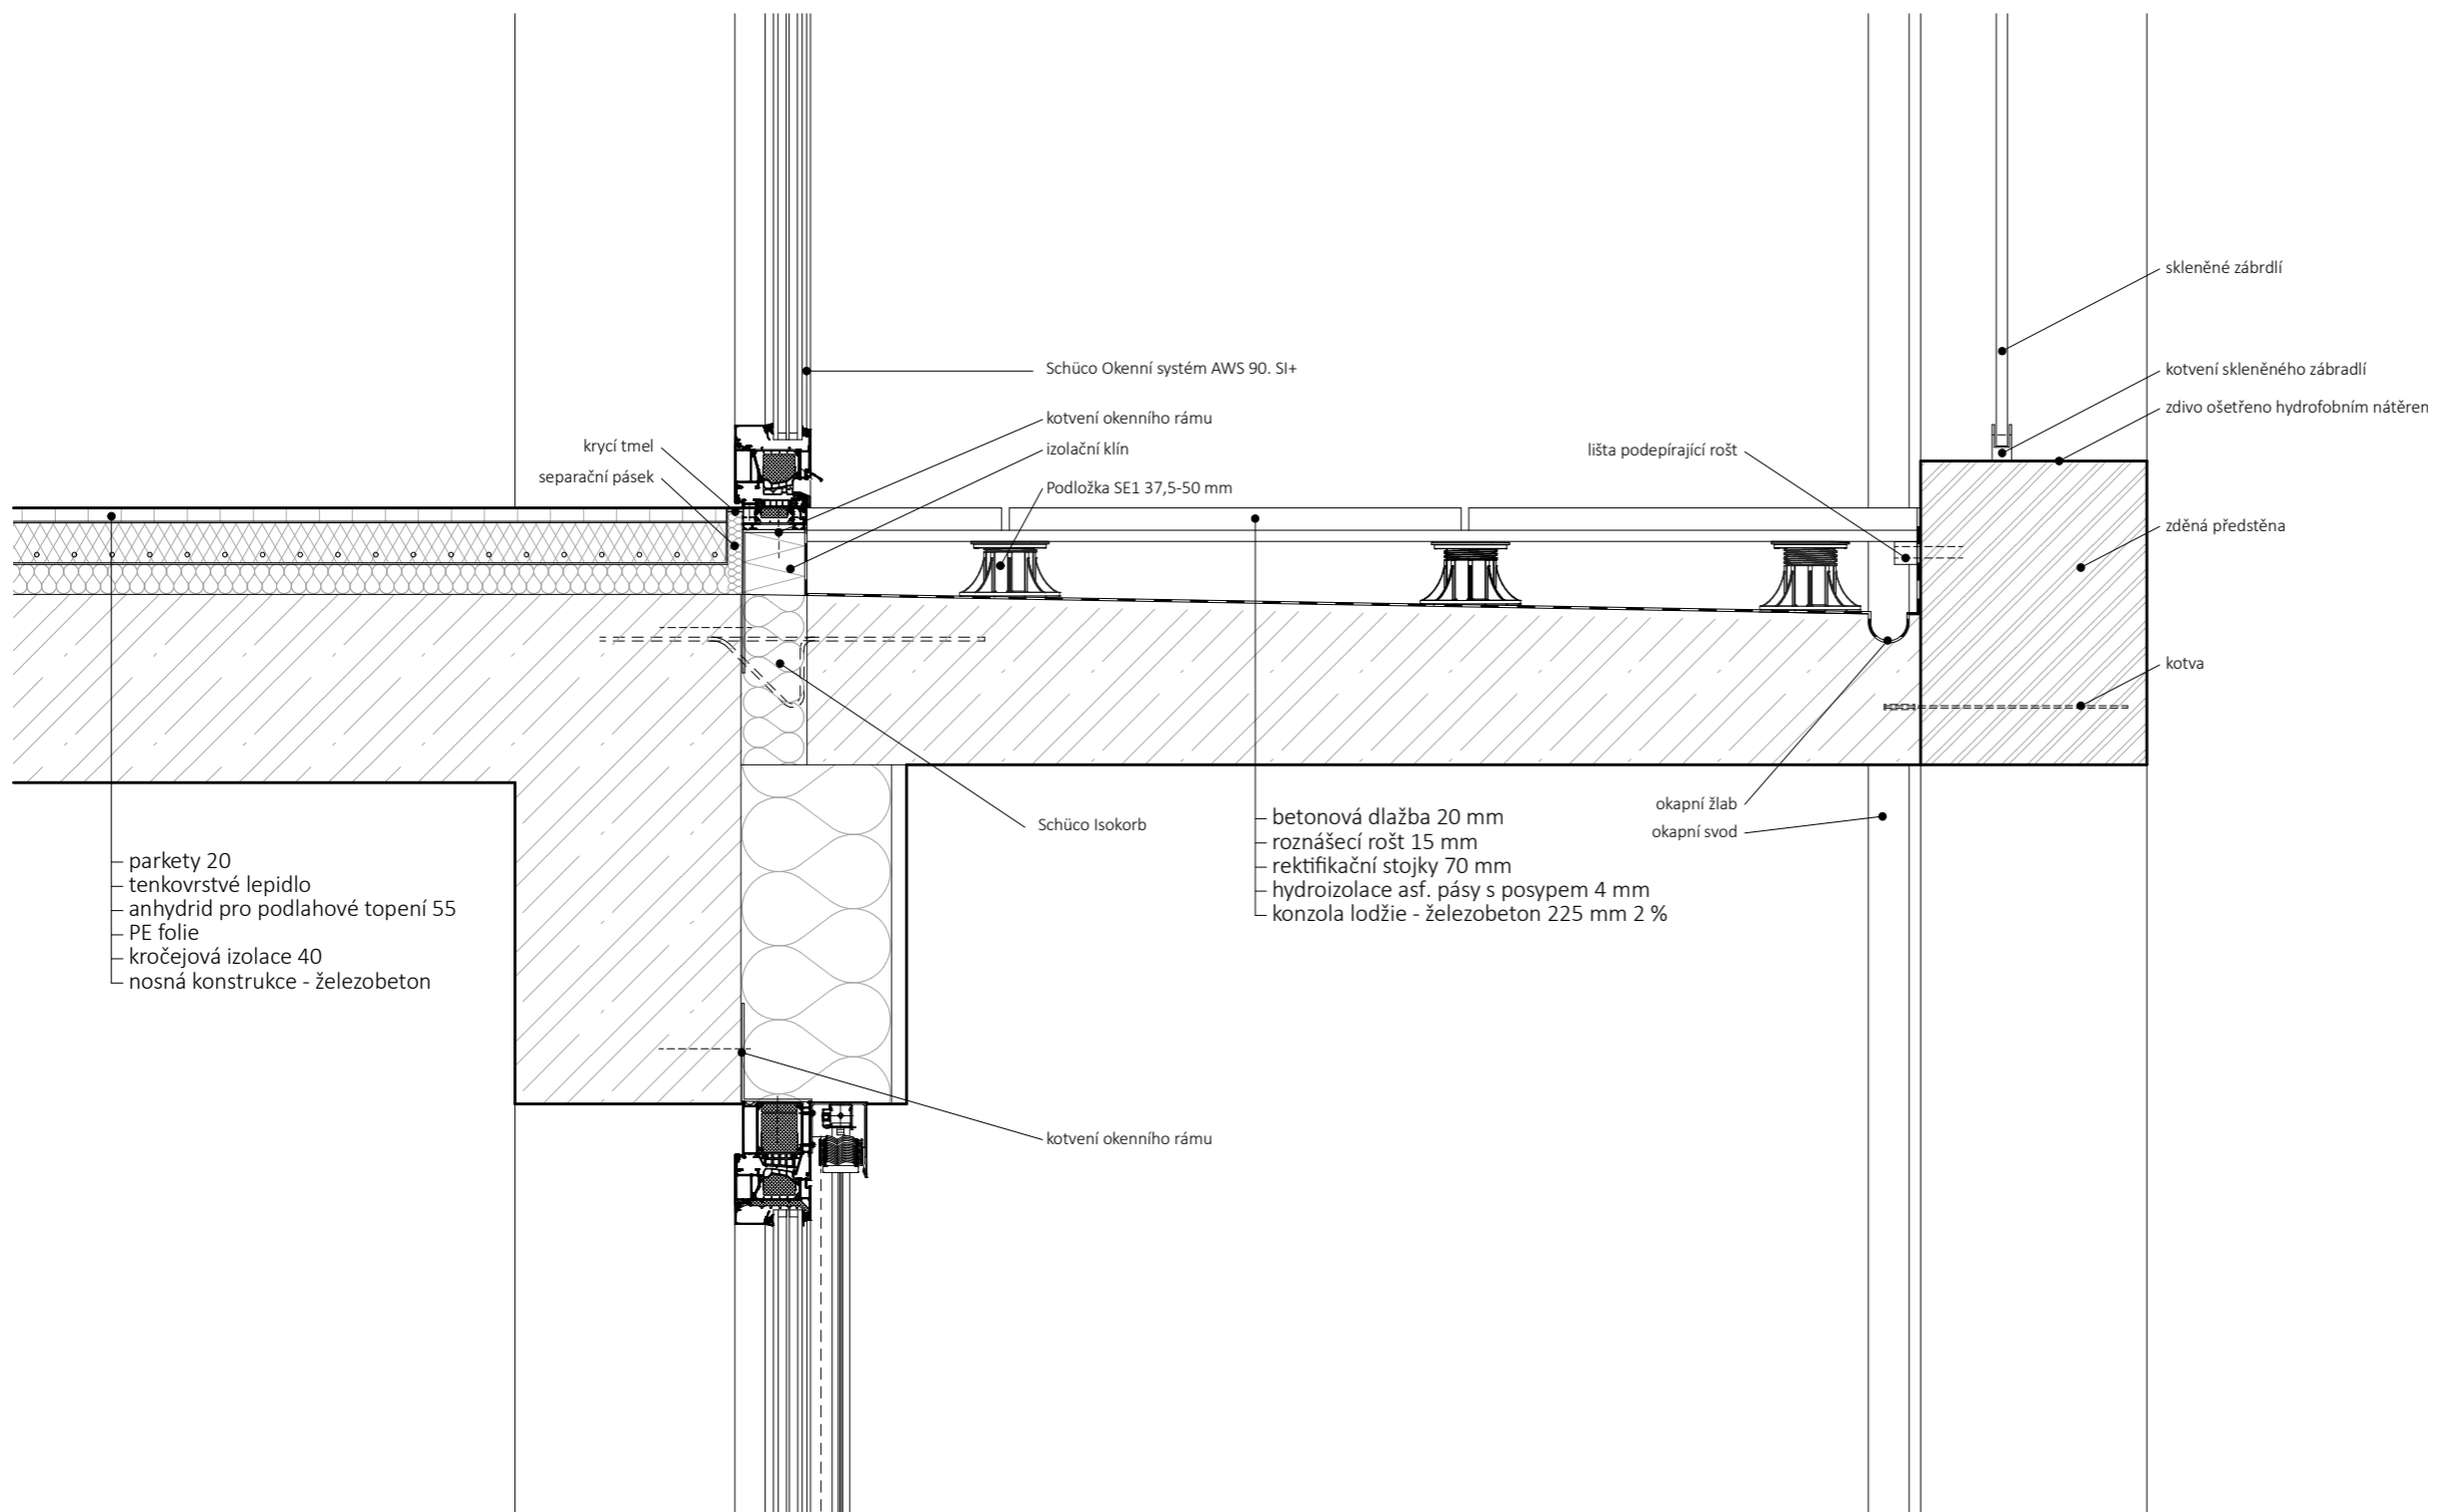 skleněné zábrdlí
Schüco Okenní systém AWS 90. SI+
kotvení skleněného zábradlí
zdivo ošetřeno hydrofobním nátěren
kotvení okenního rámu
krycí tmel
izolační klín
lišta podepírající rošt
separační pásek
Podložka SE1 37,5-50 mm
zděná předstěna
kotva
Schüco Isokorb
okapní žlab
okapní svod
betonová dlažba 20 mm
roznášecí rošt 15 mm
rektifikační stojky 70 mm
hydroizolace asf. pásy s posypem 4 mm
konzola lodžie - železobeton 225 mm 2 %
parkety 20
tenkovrstvé lepidlo
anhydrid pro podlahové topení 55
PE folie
kročejová izolace 40
nosná konstrukce - železobeton
kotvení okenního rámu